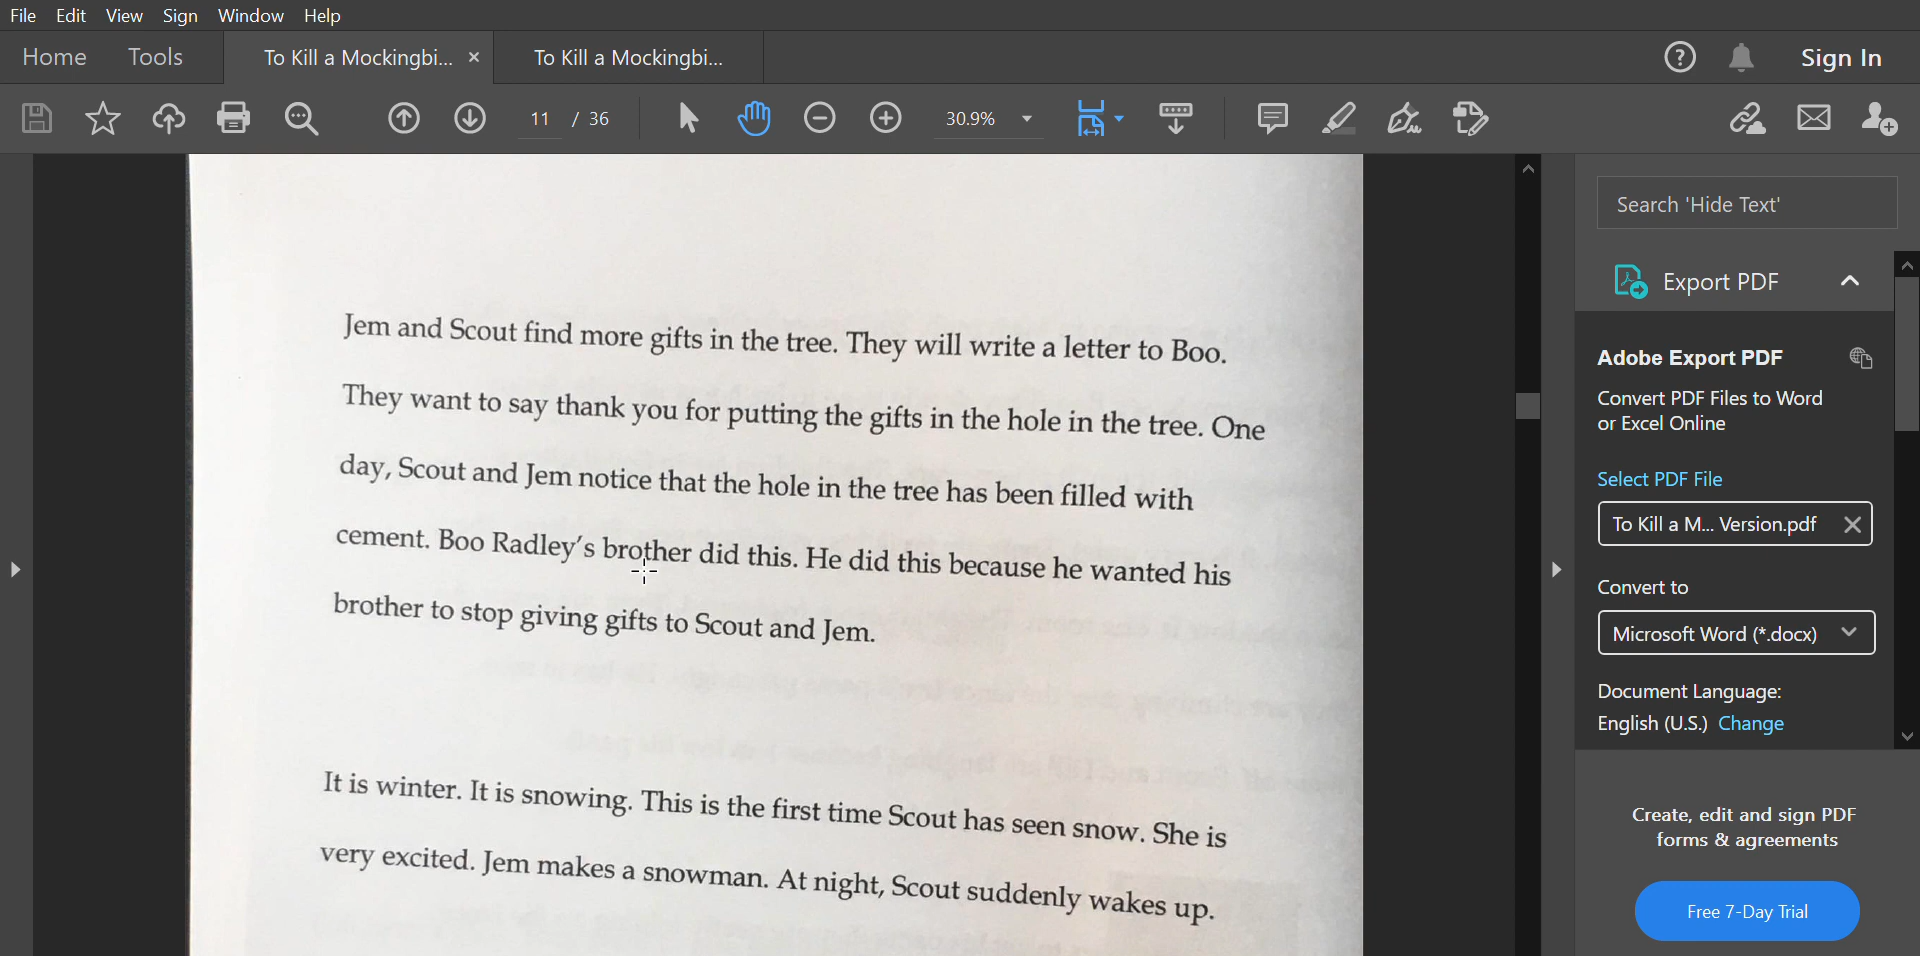 File Edit View Sign Window Help
Home Tools To Kill a Mockingbi... × To Kill a Mockingbi... ? Sign In
11 / 36 30.9%
Search 'Hide Text'
Export PDF
Adobe Export PDF
Convert PDF Files to Word
or Excel Online
Select PDF File
To Kill a M... Version.pdf
Convert to
Microsoft Word (*.docx)
Document Language:
English (U.S.) Change
Create, edit and sign PDF
forms & agreements
Free 7-Day Trial
Jem and Scout find more gifts in the tree. They will write a letter to Boo.
They want to say thank you for putting the gifts in the hole in the tree. One
day, Scout and Jem notice that the hole in the tree has been filled with
cement. Boo Radley's brother did this. He did this because he wanted his
brother to stop giving gifts to Scout and Jem.
It is winter. It is snowing. This is the first time Scout has seen snow. She is
very excited. Jem makes a snowman. At night, Scout suddenly wakes up.